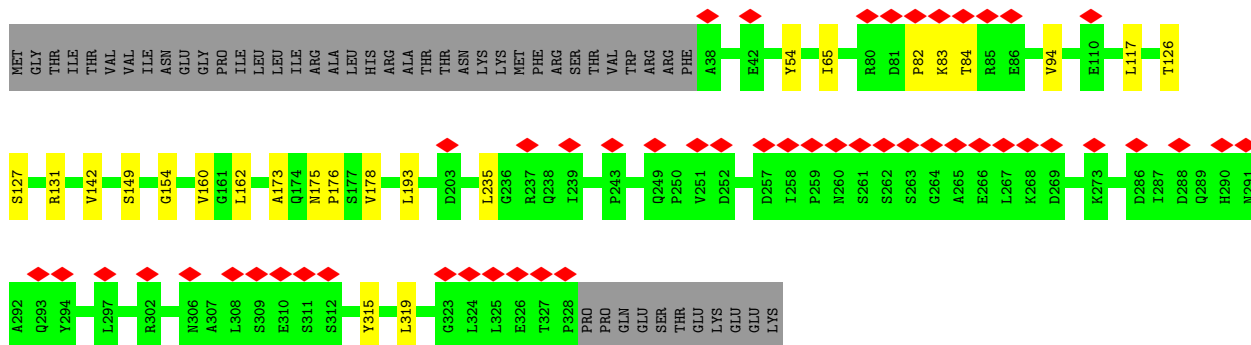 MET GLY THR ILE THR VAL VAL ILE ASN GLU GLY PRO ILE LEU LEU ILE ARG ALA LEU HIS ARG ALA THR THR ASN LYS LYS MET PHE ARG SER THR VAL TRP ARG ARG PHE A38 E42 Y54 I65 R80 D81 P82 K83 T84 R85 E86 V94 E110 L117 T126
S127 R131 V142 S149 G154 V160 G161 L162 A173 Q174 N175 P176 S177 V178 L193 D203 L235 G236 R237 Q238 I239 P243 Q249 P250 V251 D252 D257 I258 P259 N260 S261 S262 S263 G264 A265 E266 L267 K268 D269 K273 D286 I287 D288 Q289 H290 N291
A292 Q293 Y294 L297 R302 N306 A307 L308 S309 E310 S311 S312 Y315 L319 G323 L324 L325 E326 T327 P328 PRO PRO GLN GLU SER THR GLU LYS GLU GLU LYS